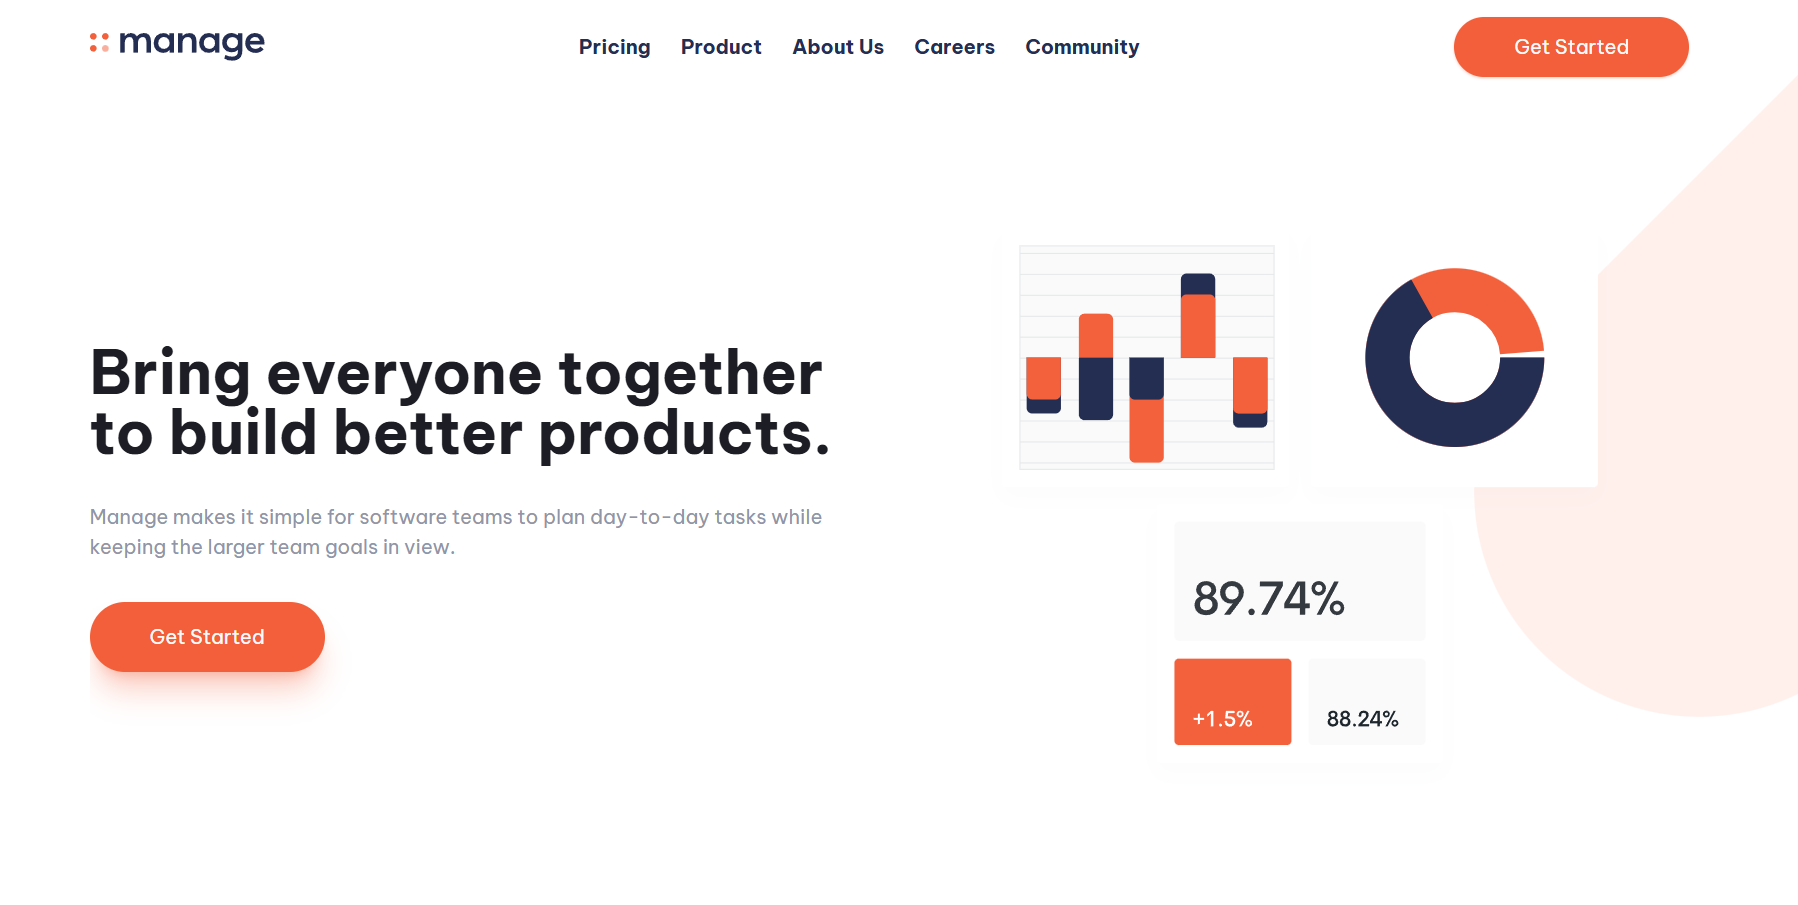 manage
Pricing Product About Us Careers Community
Get Started
Bring everyone together
to build better products.
Manage makes it simple for software teams to plan day-to-day tasks while
keeping the larger team goals in view.
Get Started
89.74%
+1.5%
88.24%